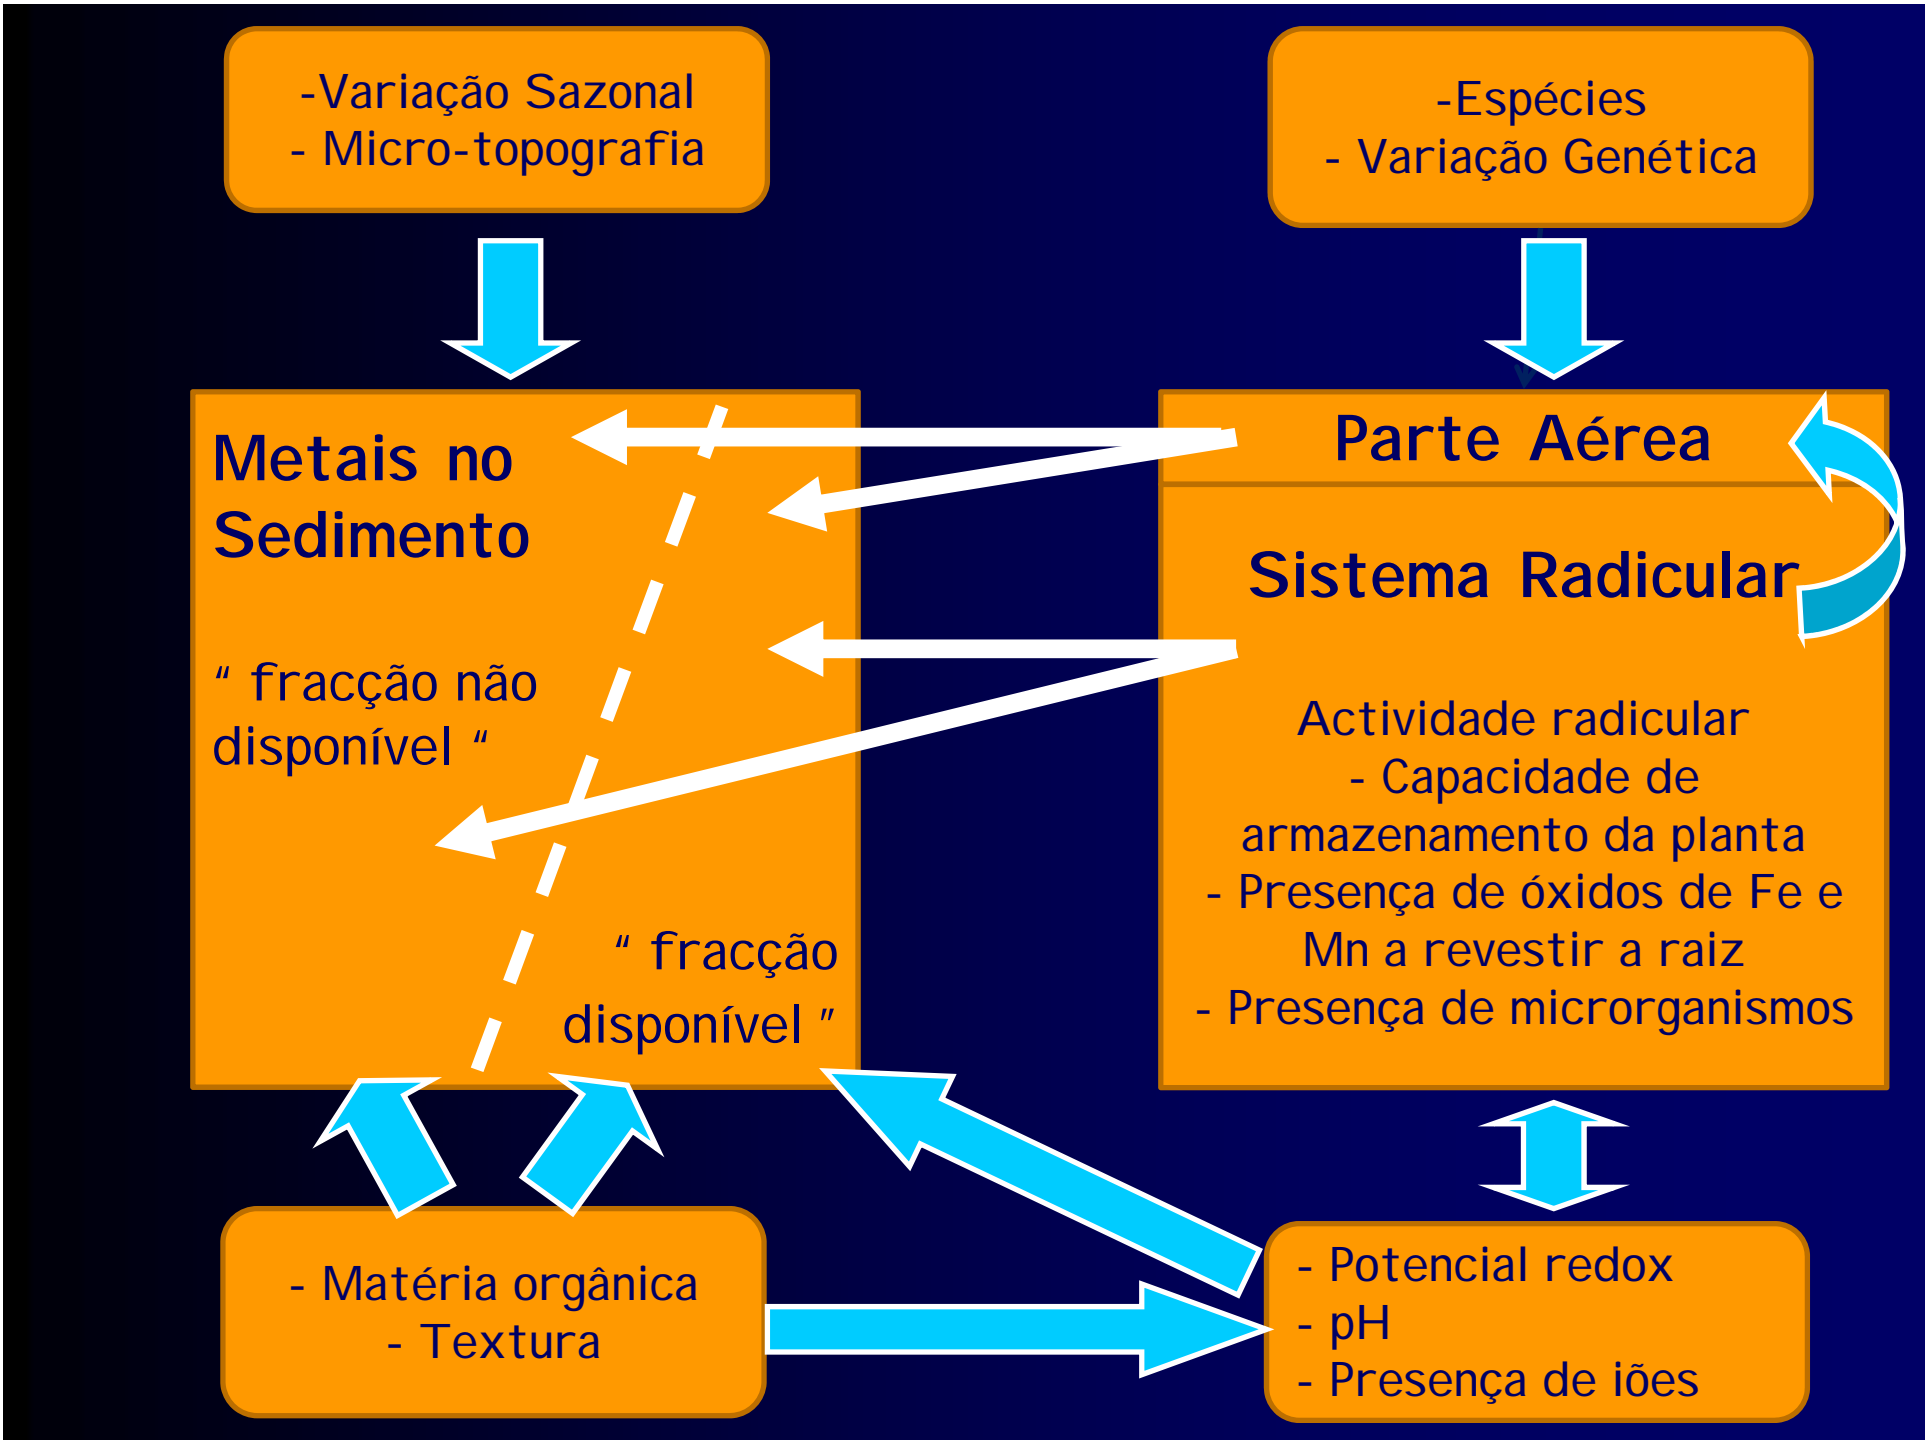 -Variação Sazonal
- Micro-topografia
-Espécies
- Variação Genética
Metais no
Sedimento
“ fracção não
disponível “
“ fracção
disponível ”
Parte Aérea
Sistema Radicular
Actividade radicular
- Capacidade de
armazenamento da planta
- Presença de óxidos de Fe e
Mn a revestir a raiz
- Presença de microrganismos
- Matéria orgânica
- Textura
- Potencial redox
- pH
- Presença de iões